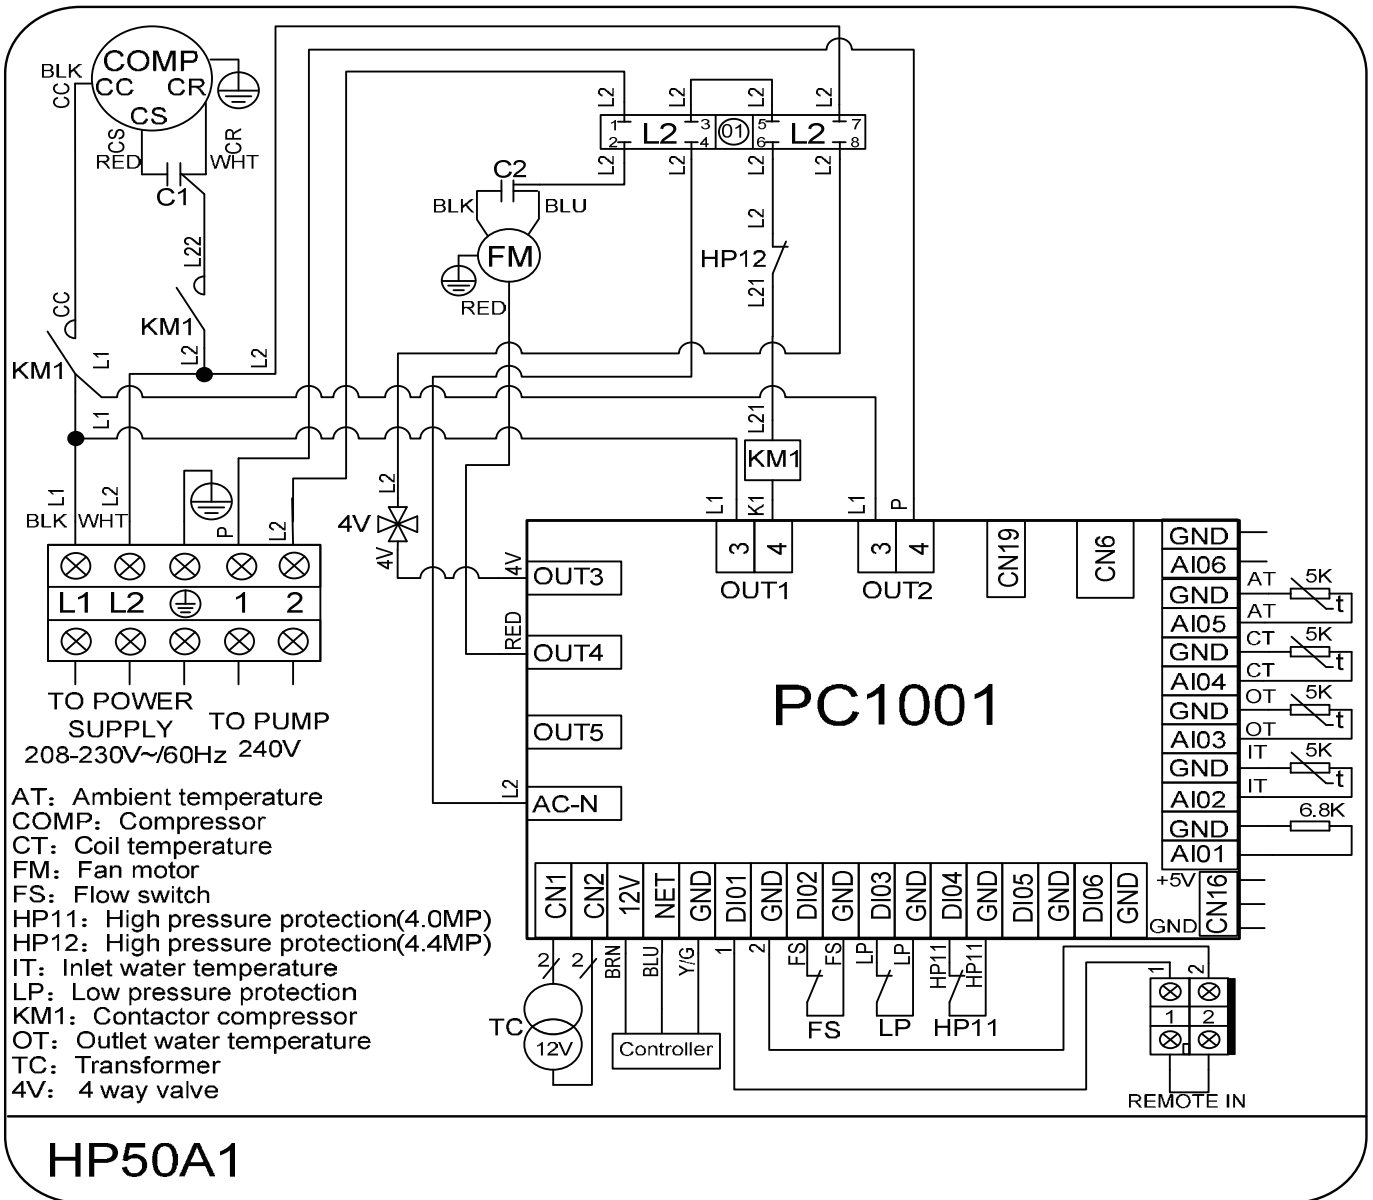 COMP
CC CR
CS
BLK
CC
CS
RED
CR
WHT
C1
L22
CC
KM1
KM1
L1
L2
L2
L1
L2 L2 L2 L2
1 3 5 7
L2 01 L2
2 4 6 8
L2 L2 L2 L2
C2
BLK BLU
FM
RED
L2
HP12
L21
L21
KM1
L1 L2
BLK WHT
P
L2
L1 L2 1 2
TO POWER
SUPPLY
208-230V~/60Hz
TO PUMP
240V
L2
4V
4V
4V
RED
L2
L1 K1 L1 P
3 4 3 4
OUT1 OUT2
CN19 CN6
OUT3
OUT4
OUT5
AC-N
PC1001
GND
AI06
GND
AI05
GND
AI04
GND
AI03
GND
AI02
GND
AI01
+5V
CN16
GND
AT 5K
AT t
CT 5K
CT t
OT 5K
OT t
IT 5K
IT t
6.8K
CN1 CN2 12V NET GND DI01 GND DI02 GND DI03 GND DI04 GND DI05 GND DI06 GND
2 2 BRN BLU Y/G 1 2 FS FS LP LP HP11 HP11
TC
12V
Controller
FS LP HP11
1 2
1 2
REMOTE IN
AT: Ambient temperature
COMP: Compressor
CT: Coil temperature
FM: Fan motor
FS: Flow switch
HP11: High pressure protection(4.0MP)
HP12: High pressure protection(4.4MP)
IT: Inlet water temperature
LP: Low pressure protection
KM1: Contactor compressor
OT: Outlet water temperature
TC: Transformer
4V: 4 way valve
HP50A1